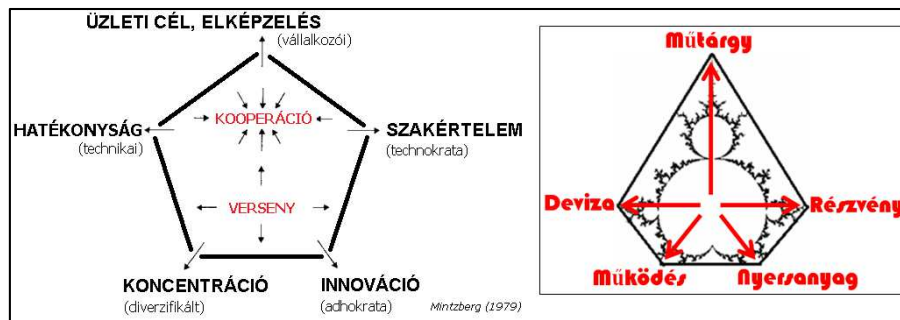 ÜZLETI CÉL, ELKÉPZELÉS
(vállalkozói)
KOOPERÁCIÓ
HATÉKONYSÁG
(technikai)
SZAKÉRTELEM
(technokrata)
VERSENY
KONCENTRÁCIÓ
(diverzifikált)
INNOVÁCIÓ
(adhokrata)
Mintzberg (1979)
Műtárgy
Deviza
Részvény
Működés
Nyersanyag